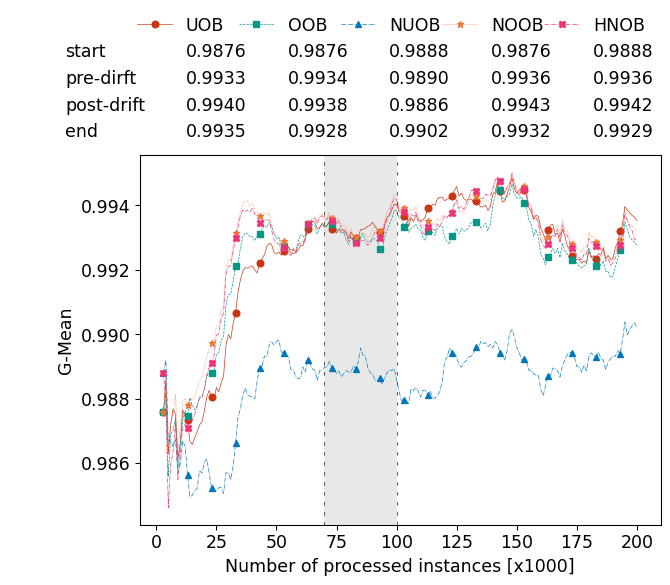 UOB OOB NUOB NOOB HNOB
start 0.9876 0.9876 0.9888 0.9876 0.9888
pre-dirft 0.9933 0.9934 0.9890 0.9936 0.9936
post-drift 0.9940 0.9938 0.9886 0.9943 0.9942
end 0.9935 0.9928 0.9902 0.9932 0.9929
0.994
0.992
0.990
0.988
0.986
G-Mean
0 25 50 75 100 125 150 175 200
Number of processed instances [x1000]